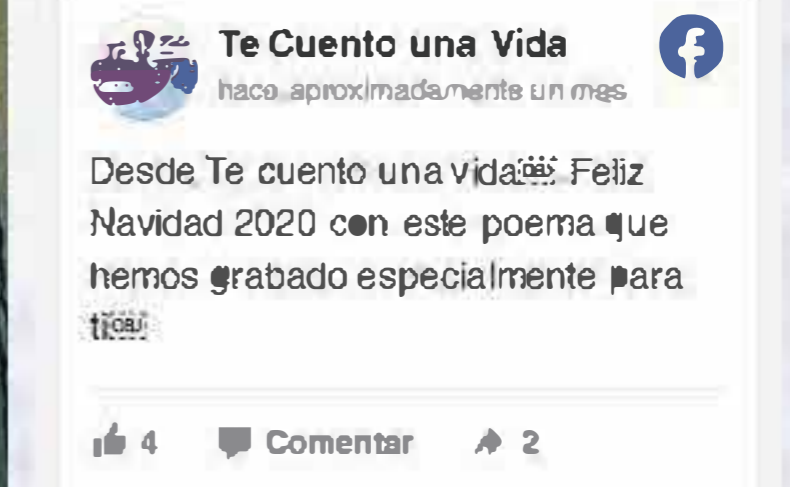 Te Cuento una Vida
hace aproximadamente un mes
Desde Te cuento una vida￼ Feliz
Navidad 2020 con este poema que
hemos grabado especialmente para
ti￼
4 Comentar 2